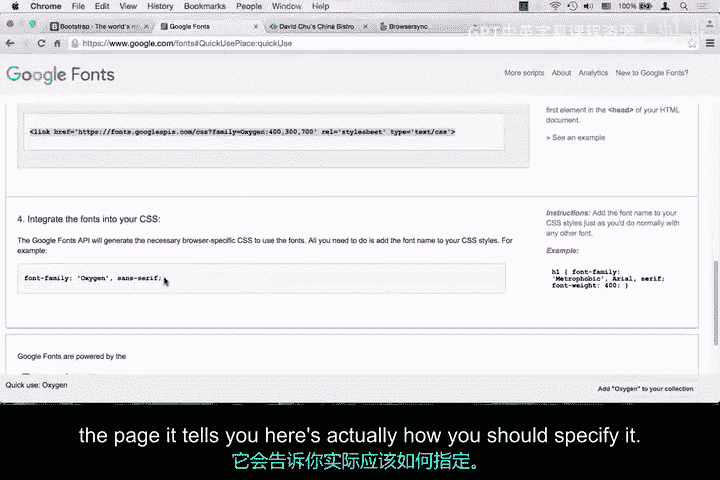 Chrome File Edit View History Bookmarks People Window Help 100%
Bootstrap · The world's m
Google Fonts
David Chu's China Bistro
Browsersync
https://www.google.com/fonts#QuickUsePlace:quickUse
Google Fonts
More scripts About Analytics New to Google Fonts?
<link href='https://fonts.googleapis.com/css?family=Oxygen:400,300,700' rel='stylesheet' type='text/css'>
first element in the <head> of your HTML
document.
» See an example
4. Integrate the fonts into your CSS:
The Google Fonts API will generate the necessary browser-specific CSS to use the fonts. All you need to do is add the font name to your CSS styles. For
example:
font-family: 'Oxygen', sans-serif;
Instructions: Add the font name to your
CSS styles just as you'd do normally with
any other font.
Example:
h1 { font-family:
'Metrophobic', Arial, serif;
font-weight: 400; }
Google Fonts are powered by the
Quick use: Oxygen
Add "Oxygen" to your collection
the page it tells you here's actually how you should specify it.
它会告诉你实际应该如何指定。